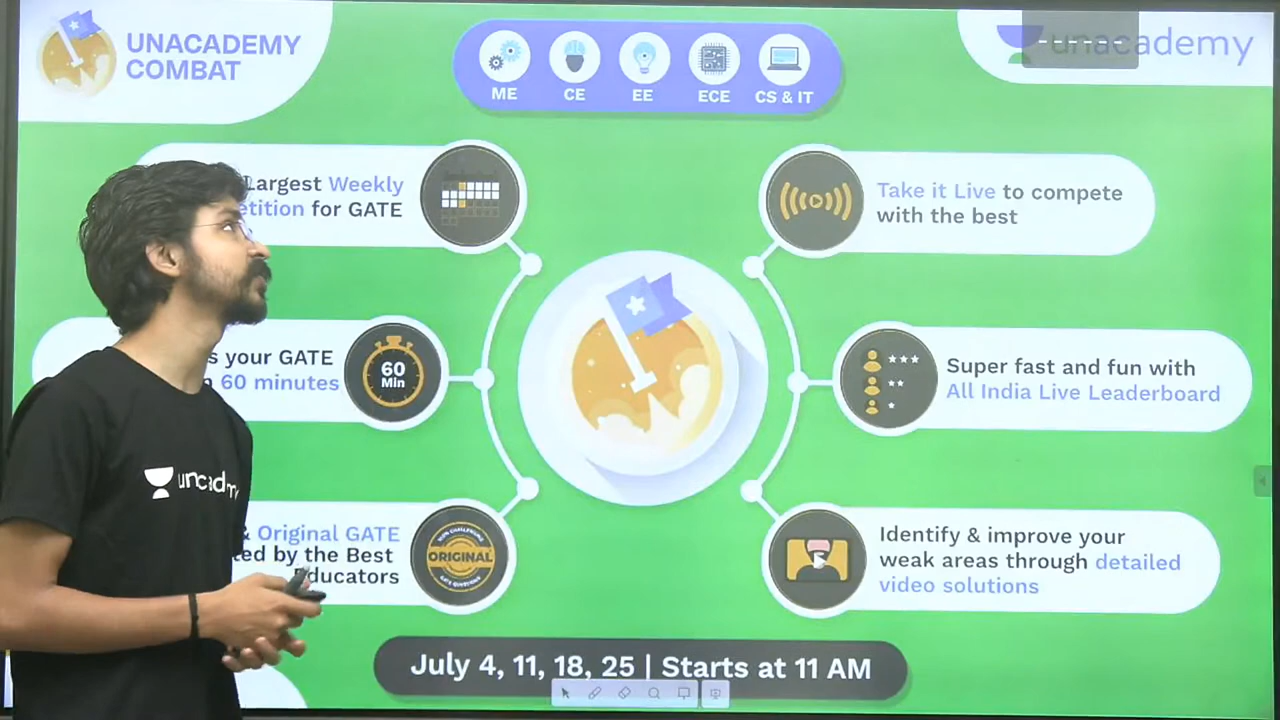 UNACADEMY
COMBAT
ME
CE
EE
ECE
CS & IT
unacademy
Largest Weekly
etition for GATE
s your GATE
60 minutes
60
Min
& Original GATE
ted by the Best
Educators
ORIGINAL
Take it Live to compete
with the best
Super fast and fun with
All India Live Leaderboard
Identify & improve your
weak areas through detailed
video solutions
July 4, 11, 18, 25 | Starts at 11 AM
unacademy